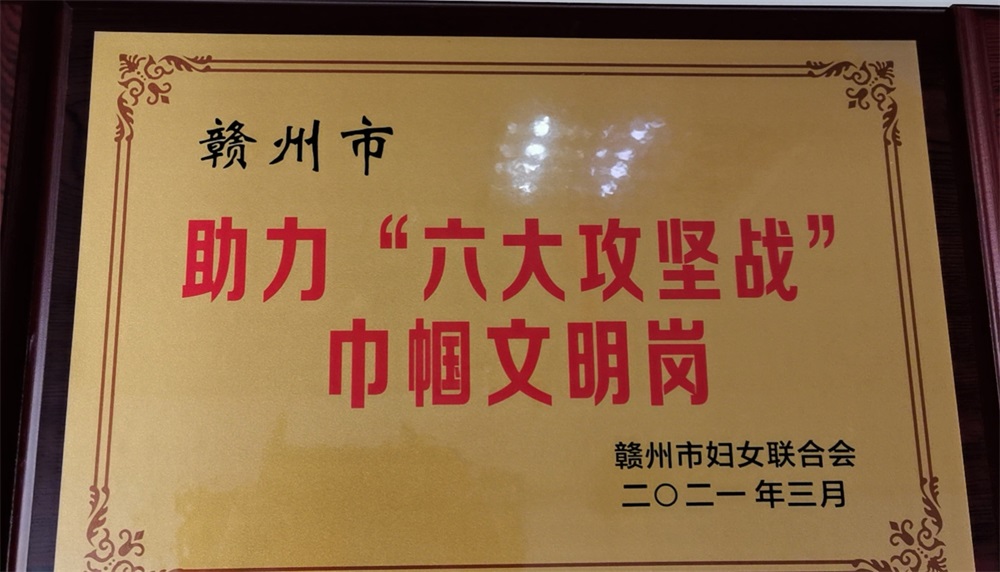 赣州市
助力“六大攻坚战”
巾帼文明岗
赣州市妇女联合会
二〇二一年三月